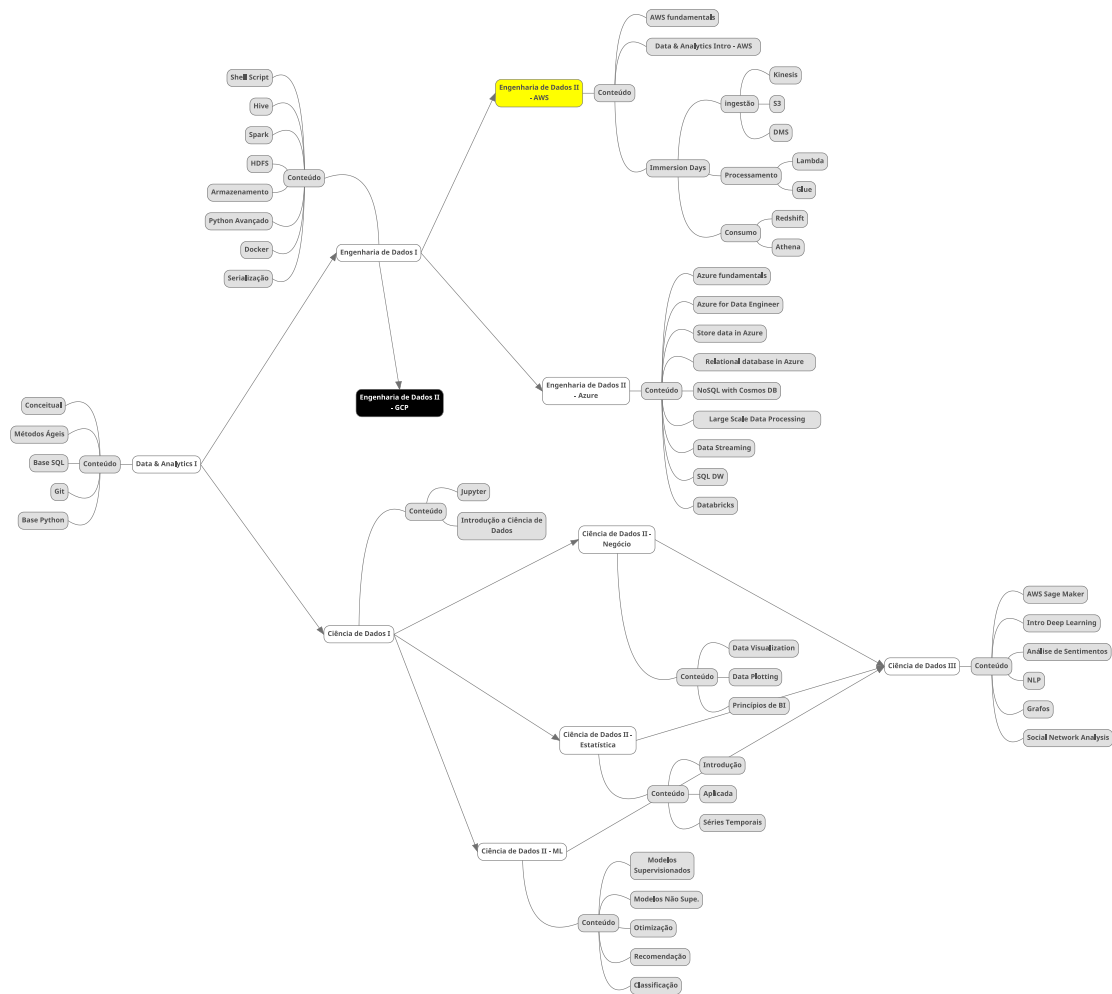 AWS fundamentals
Data & Analytics Intro - AWS
Engenharia de Dados II
- AWS
Conteúdo
Kinesis
ingestão
S3
DMS
Immersion Days
Lambda
Processamento
Glue
Redshift
Consumo
Athena
Shell Script
Hive
Spark
HDFS
Conteúdo
Armazenamento
Python Avançado
Docker
Serialização
Engenharia de Dados I
Azure fundamentals
Azure for Data Engineer
Store data in Azure
Relational database in Azure
Engenharia de Dados II
- Azure
Conteúdo
NoSQL with Cosmos DB
Large Scale Data Processing
Data Streaming
SQL DW
Databricks
Engenharia de Dados II
- GCP
Conceitual
Métodos Ágeis
Base SQL
Conteúdo
Data & Analytics I
Git
Base Python
Jupyter
Conteúdo
Introdução a Ciência de
Dados
Ciência de Dados I
Ciência de Dados II -
Negócio
Data Visualization
Conteúdo
Data Plotting
Princípios de BI
Ciência de Dados II -
Estatística
Introdução
Conteúdo
Aplicada
Séries Temporais
Ciência de Dados II - ML
Modelos
Supervisionados
Modelos Não Supe.
Conteúdo
Otimização
Recomendação
Classificação
Ciência de Dados III
Conteúdo
AWS Sage Maker
Intro Deep Learning
Análise de Sentimentos
NLP
Grafos
Social Network Analysis